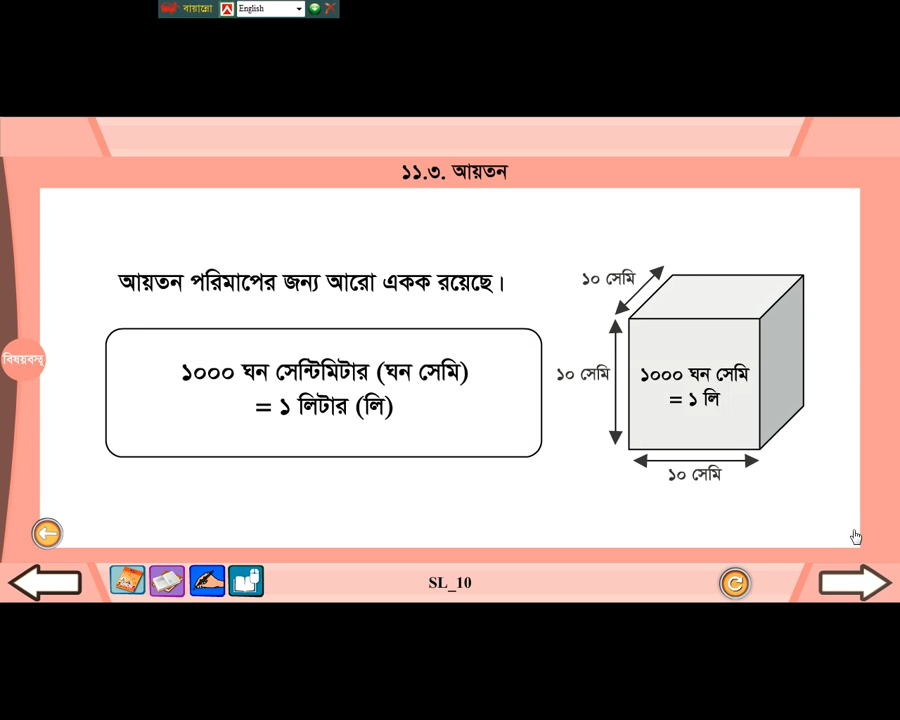 বায়ান্নো
English
১১.৩. আয়তন
আয়তন পরিমাপের জন্য আরো একক রয়েছে।
১০০০ ঘন সেন্টিমিটার (ঘন সেমি)
= ১ লিটার (লি)
১০ সেমি
১০ সেমি
১০০০ ঘন সেমি
= ১ লি
১০ সেমি
বিষয়বস্তু
SL_10